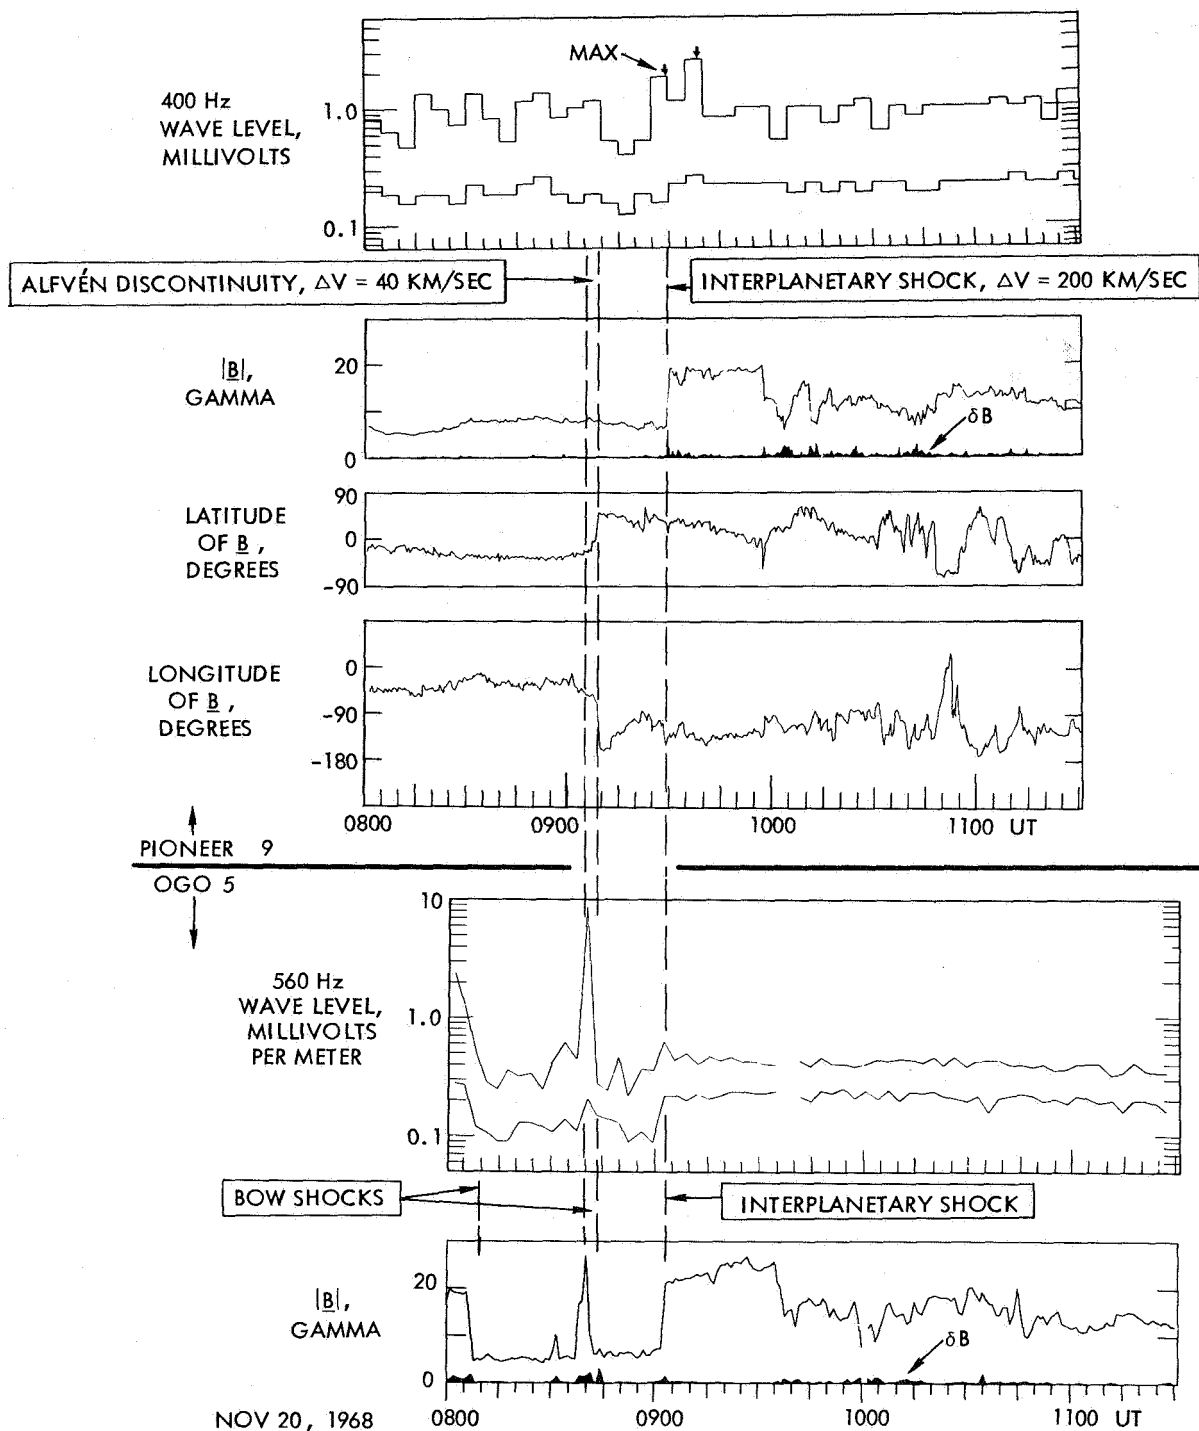 MAX
400 Hz
WAVE LEVEL,
MILLIVOLTS
1.0
0.1
ALFVÉN DISCONTINUITY, ΔV = 40 KM/SEC
INTERPLANETARY SHOCK, ΔV = 200 KM/SEC
|B|,
GAMMA
20
0
δB
LATITUDE
OF B ,
DEGREES
90
0
-90
LONGITUDE
OF B ,
DEGREES
0
-90
-180
0800 0900 1000 1100 UT
PIONEER 9
OGO 5
560 Hz
WAVE LEVEL,
MILLIVOLTS
PER METER
10
1.0
0.1
BOW SHOCKS
INTERPLANETARY SHOCK
|B|,
GAMMA
20
0
δB
NOV 20, 1968
0800 0900 1000 1100 UT